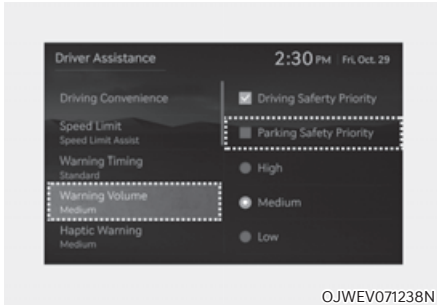 Driver Assistance
2:30 PM Fri, Oct. 29
Driving Convenience
Speed Limit
Speed Limit Assist
Warning Timing
Standard
Warning Volume
Medium
Haptic Warning
Medium
Driving Saferty Priority
Parking Safety Priority
High
Medium
Low
OJWEV071238N